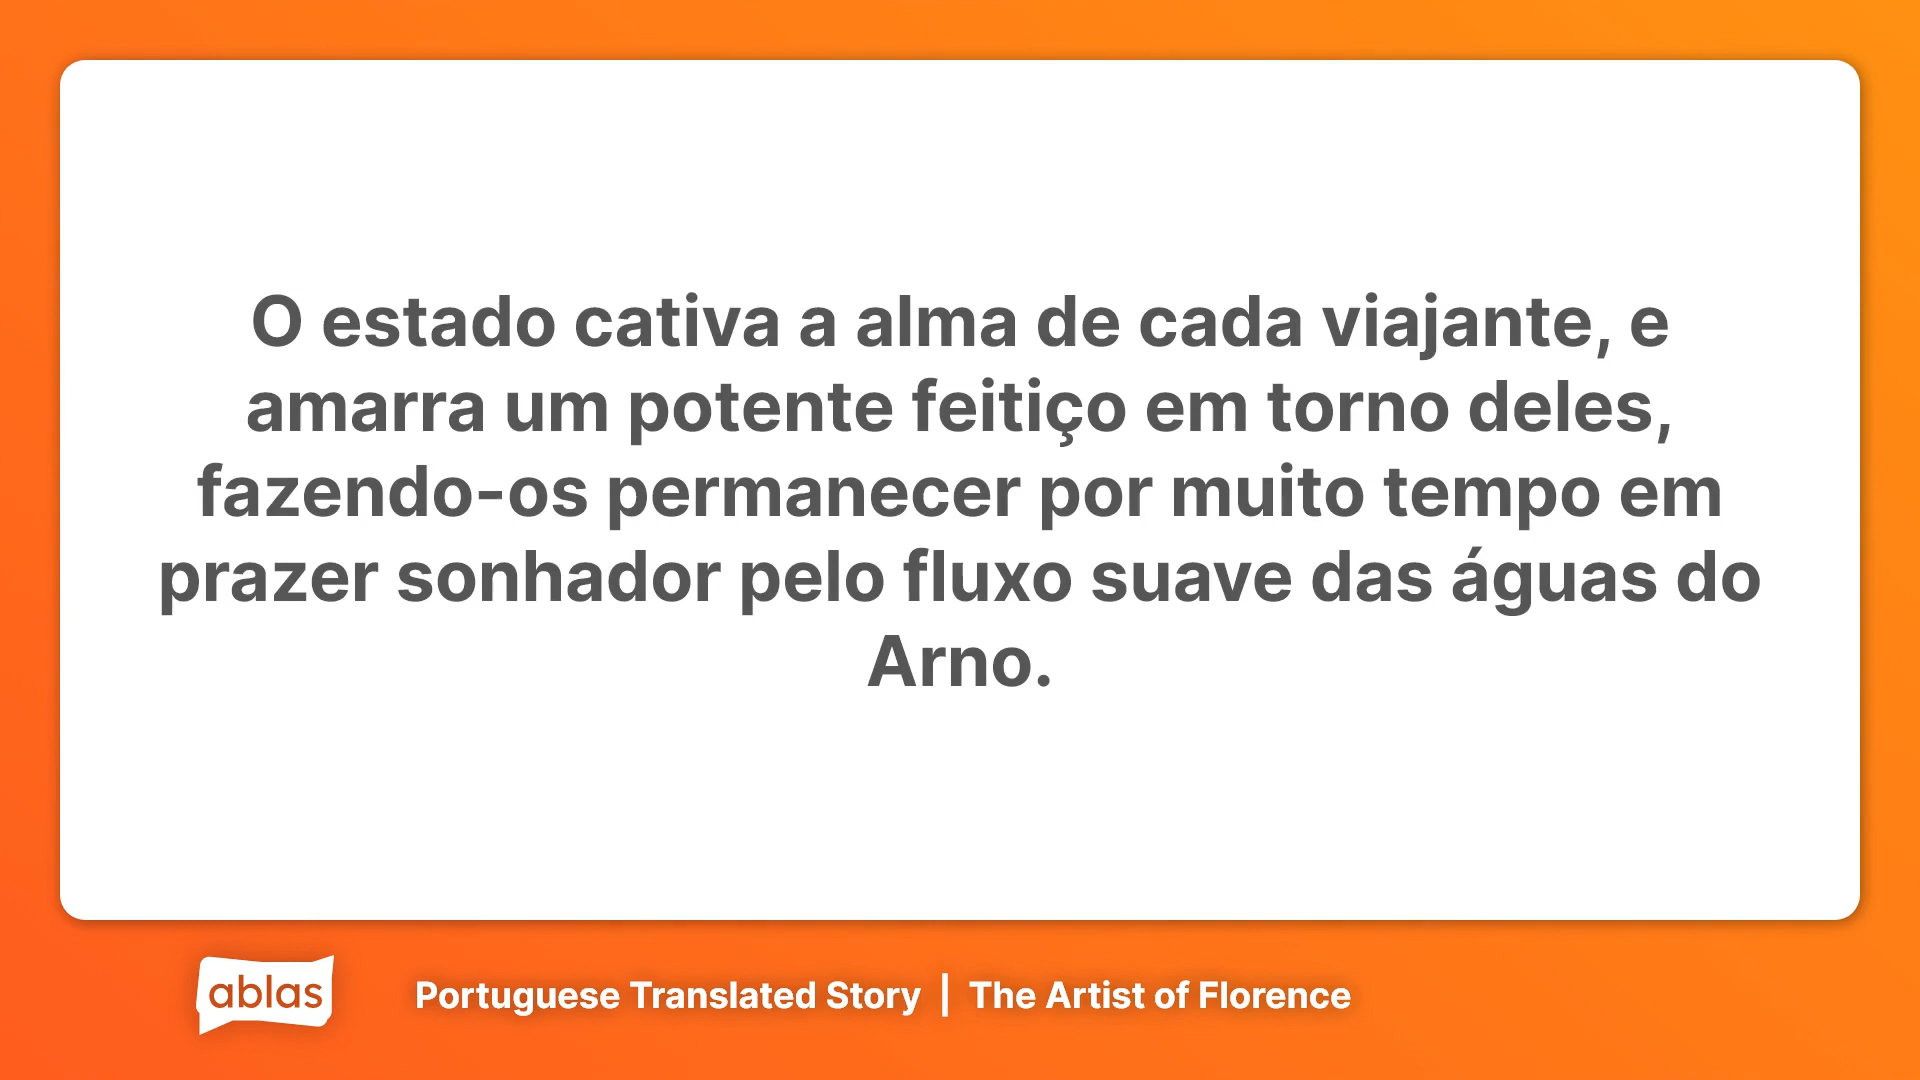 O estado cativa a alma de cada viajante, e
amarra um potente feitiço em torno deles,
fazendo-os permanecer por muito tempo em
prazer sonhador pelo fluxo suave das águas do
Arno.
ablas
Portuguese Translated Story | The Artist of Florence